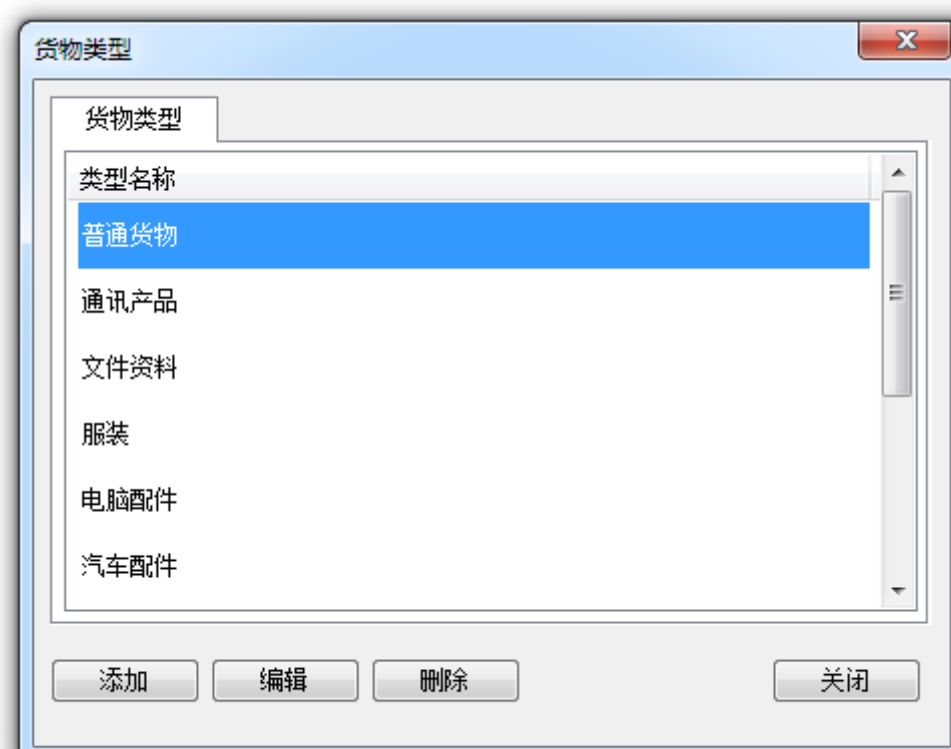 货物类型
货物类型
类型名称
普通货物
通讯产品
文件资料
服装
电脑配件
汽车配件
添加 编辑 删除 关闭